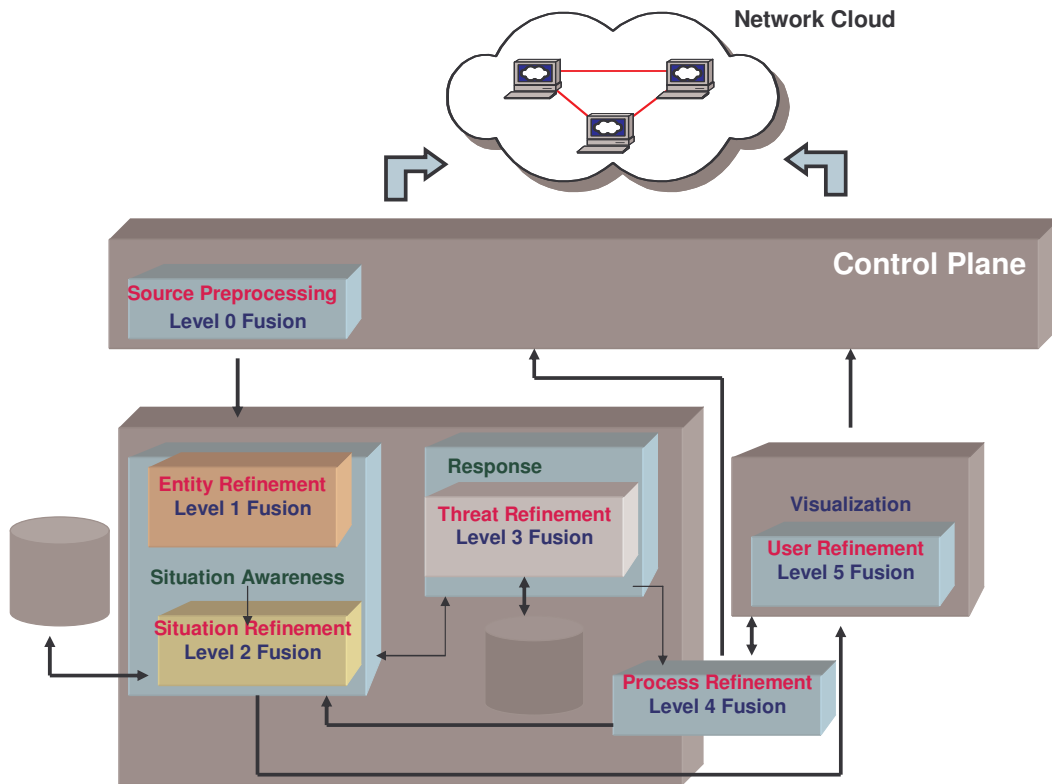 Network Cloud
Control Plane
Source Preprocessing
Level 0 Fusion
Entity Refinement
Level 1 Fusion
Situation Awareness
Situation Refinement
Level 2 Fusion
Response
Threat Refinement
Level 3 Fusion
Visualization
User Refinement
Level 5 Fusion
Process Refinement
Level 4 Fusion